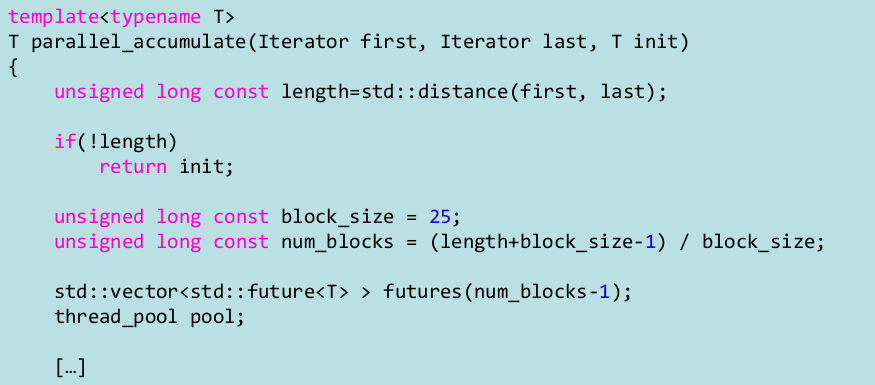 template<typename T>
T parallel_accumulate(Iterator first, Iterator last, T init)
{
    unsigned long const length=std::distance(first, last);

    if(!length)
        return init;

    unsigned long const block_size = 25;
    unsigned long const num_blocks = (length+block_size-1) / block_size;

    std::vector<std::future<T> > futures(num_blocks-1);
    thread_pool pool;

    […]